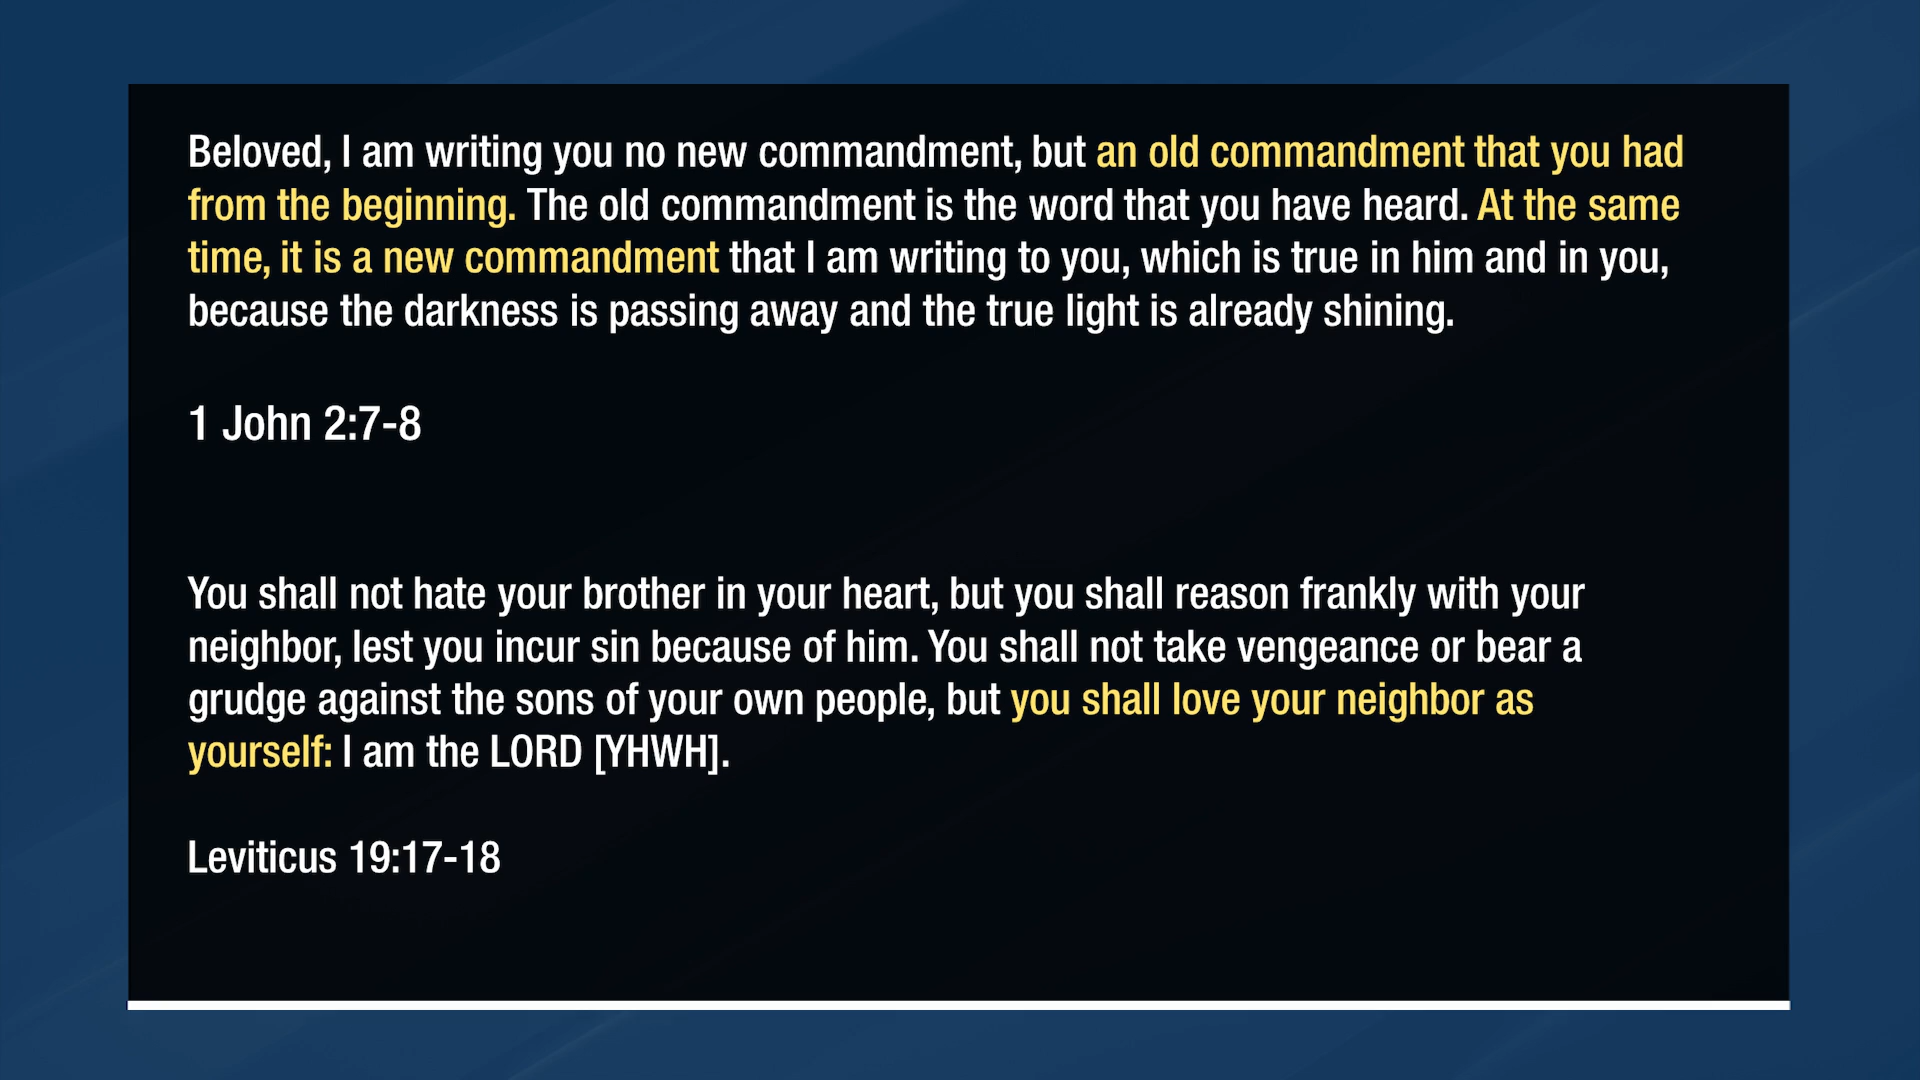 Beloved, I am writing you no new commandment, but an old commandment that you had
from the beginning. The old commandment is the word that you have heard. At the same
time, it is a new commandment that I am writing to you, which is true in him and in you,
because the darkness is passing away and the true light is already shining.
1 John 2:7-8
You shall not hate your brother in your heart, but you shall reason frankly with your
neighbor, lest you incur sin because of him. You shall not take vengeance or bear a
grudge against the sons of your own people, but you shall love your neighbor as
yourself: I am the LORD [YHWH].
Leviticus 19:17-18